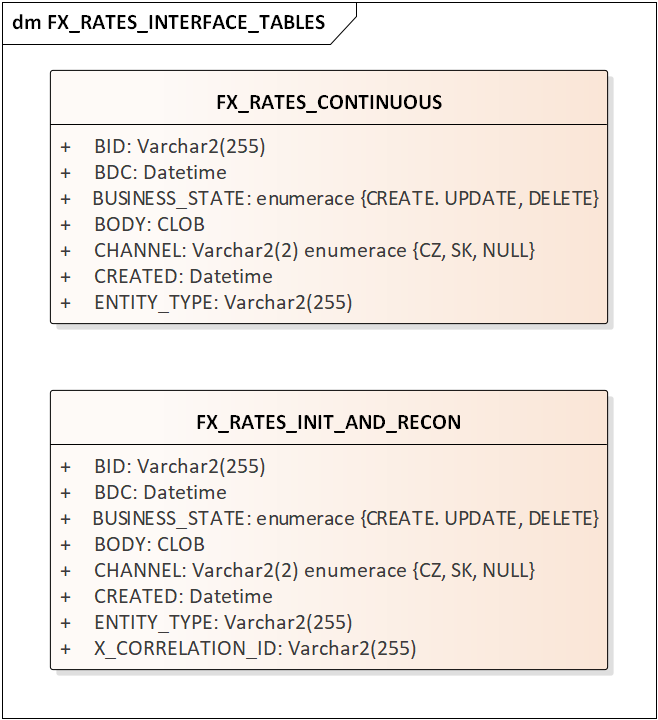 dm FX_RATES_INTERFACE_TABLES
FX_RATES_CONTINUOUS
+ BID: Varchar2(255)
+ BDC: Datetime
+ BUSINESS_STATE: enumerace {CREATE. UPDATE, DELETE}
+ BODY: CLOB
+ CHANNEL: Varchar2(2) enumerace {CZ, SK, NULL}
+ CREATED: Datetime
+ ENTITY_TYPE: Varchar2(255)
FX_RATES_INIT_AND_RECON
+ BID: Varchar2(255)
+ BDC: Datetime
+ BUSINESS_STATE: enumerace {CREATE. UPDATE, DELETE}
+ BODY: CLOB
+ CHANNEL: Varchar2(2) enumerace {CZ, SK, NULL}
+ CREATED: Datetime
+ ENTITY_TYPE: Varchar2(255)
+ X_CORRELATION_ID: Varchar2(255)